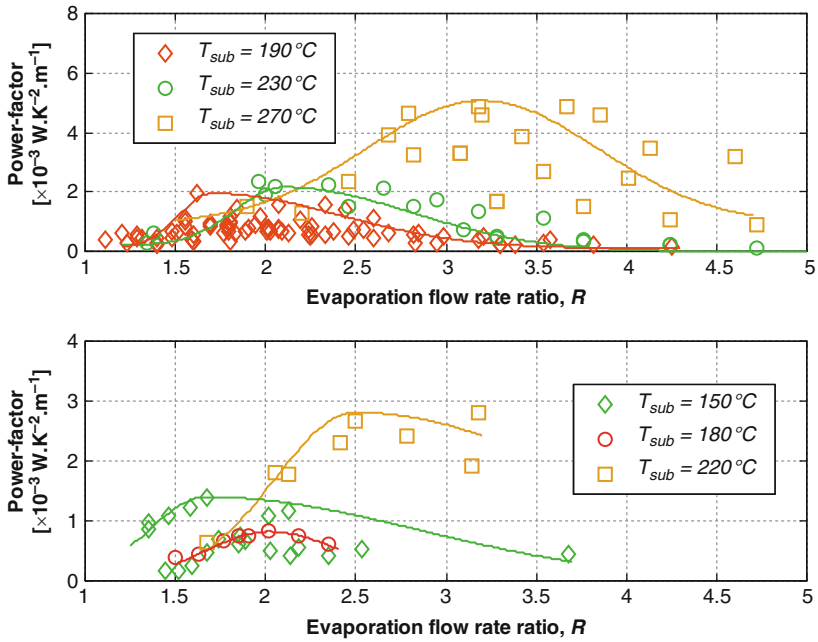 8
6
4
2
0
Power-factor
[×10⁻³ W.K⁻².m⁻¹]
T_sub = 190°C
T_sub = 230°C
T_sub = 270°C
1 1.5 2 2.5 3 3.5 4 4.5 5
Evaporation flow rate ratio, R
4
3
2
1
0
Power-factor
[×10⁻³ W.K⁻².m⁻¹]
T_sub = 150°C
T_sub = 180°C
T_sub = 220°C
1 1.5 2 2.5 3 3.5 4 4.5 5
Evaporation flow rate ratio, R